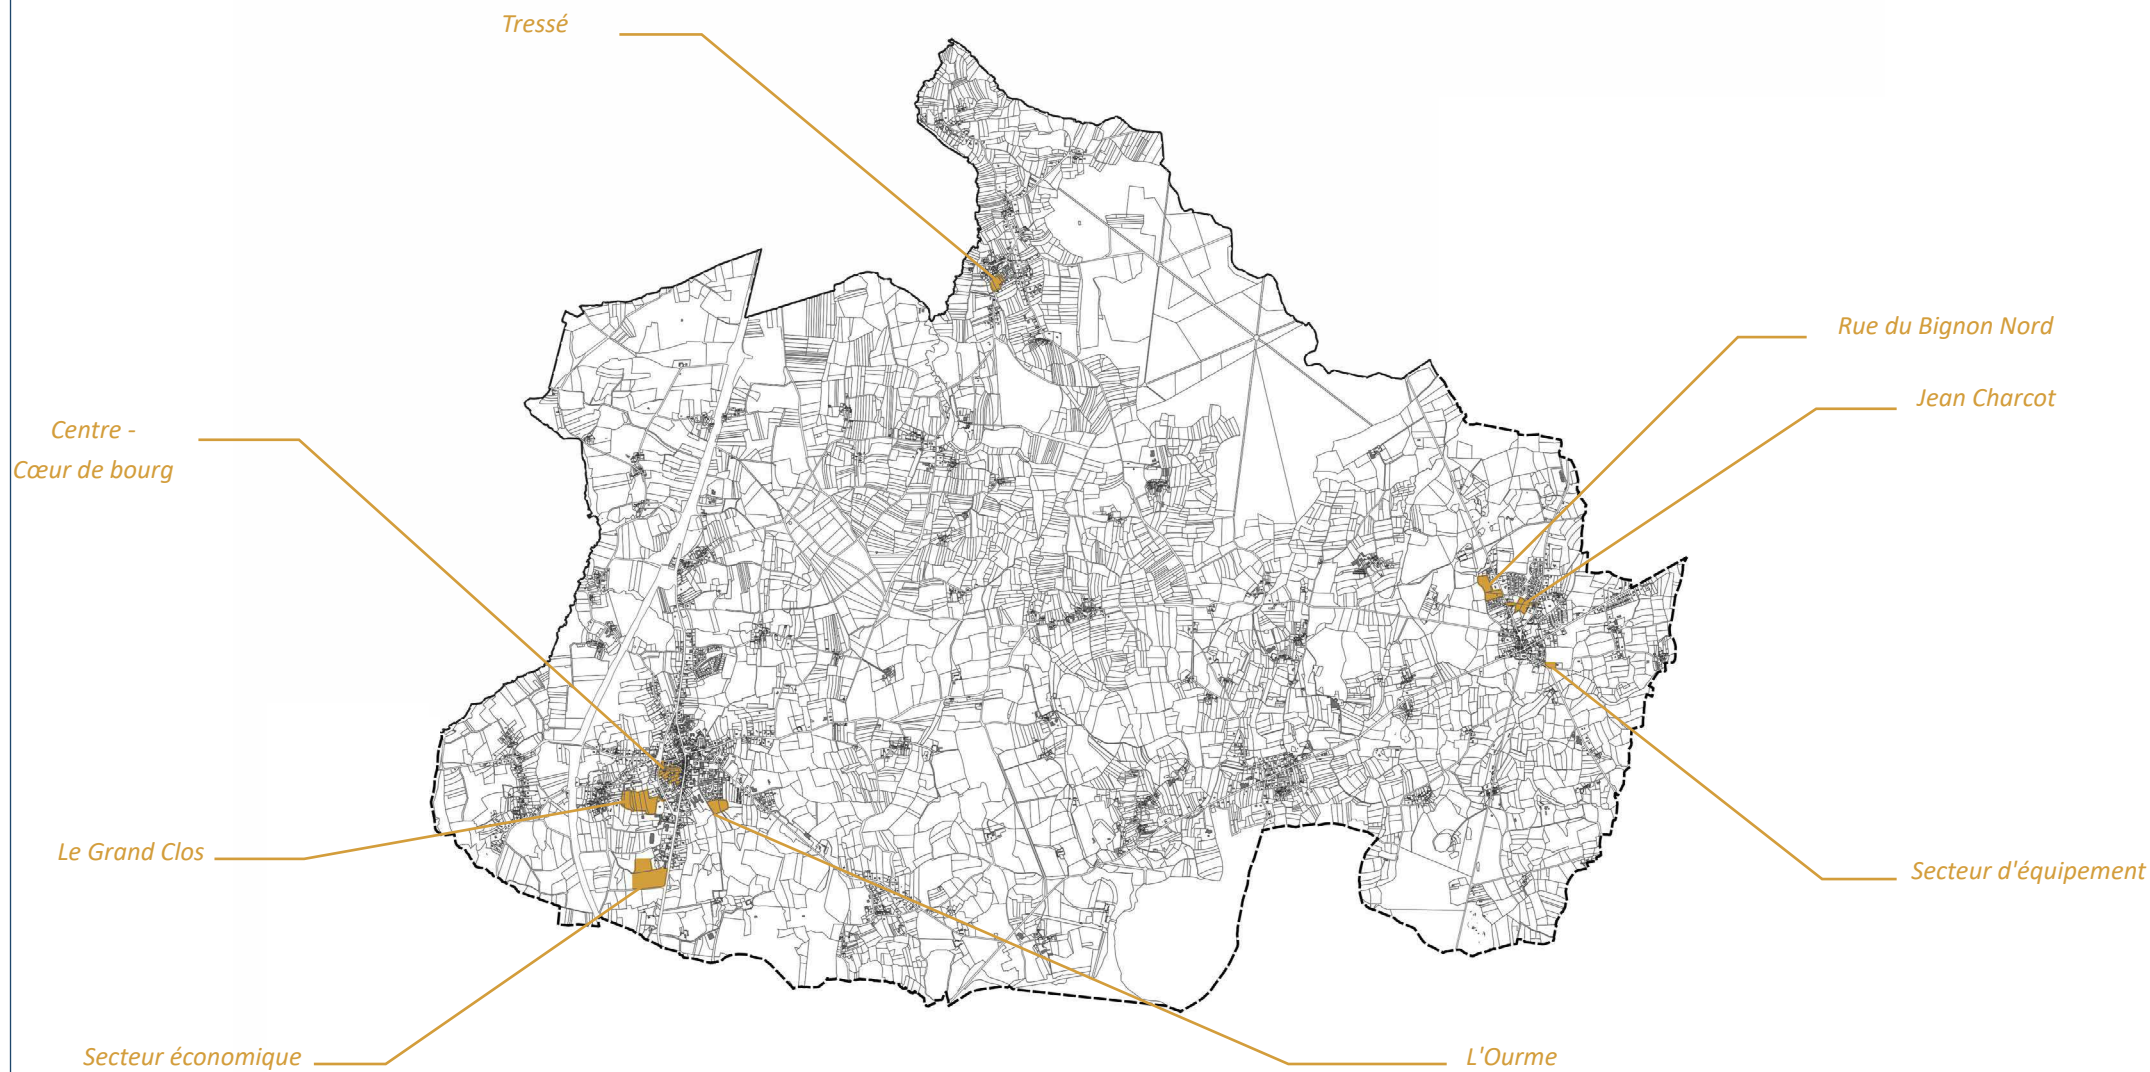 Tressé
Rue du Bignon Nord
Jean Charcot
Centre -
Cœur de bourg
Le Grand Clos
Secteur d'équipement
Secteur économique
L'Ourme